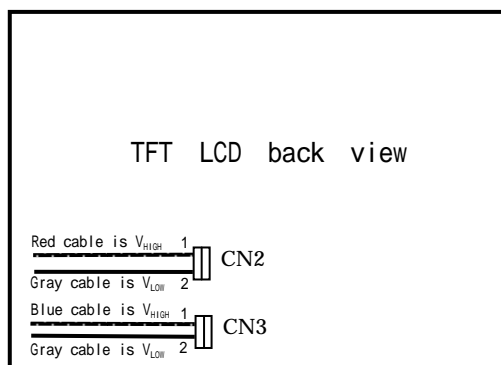 TFT LCD back view
Red cable is VHIGH 1
CN2
Gray cable is VLOW 2
Blue cable is VHIGH 1
CN3
Gray cable is VLOW 2